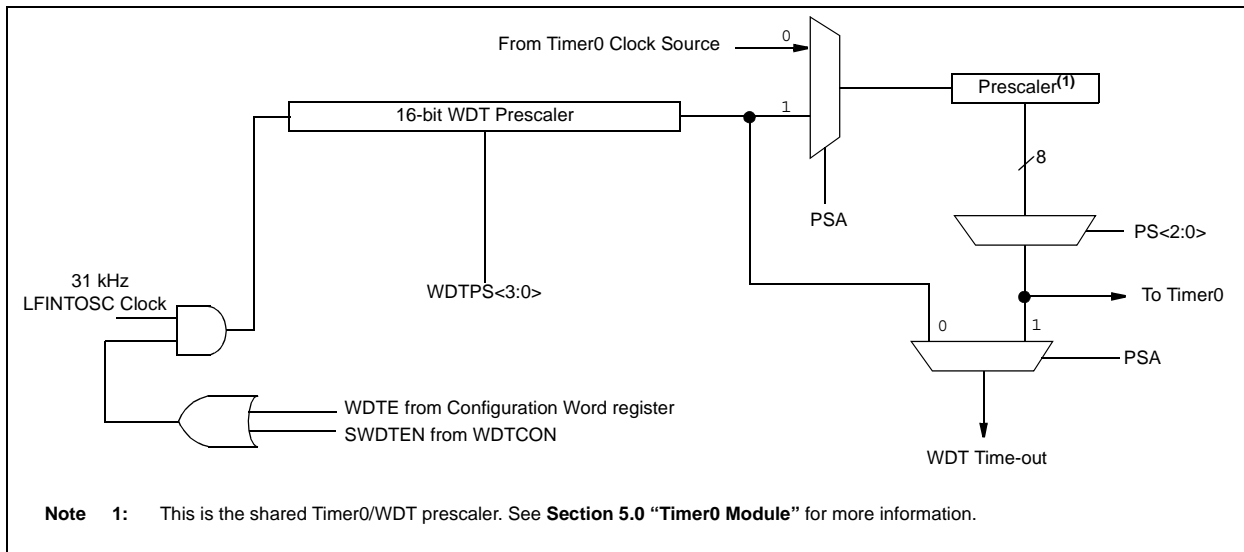 From Timer0 Clock Source
0
1
16-bit WDT Prescaler
Prescaler(1)
8
PSA
PS<2:0>
31 kHz
LFINTOSC Clock
WDTPS<3:0>
To Timer0
0
1
PSA
WDTE from Configuration Word register
SWDTEN from WDTCON
WDT Time-out
Note 1: This is the shared Timer0/WDT prescaler. See Section 5.0 “Timer0 Module” for more information.